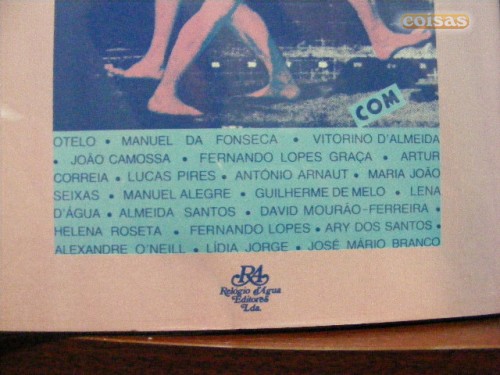 coisas
COM
OTELO • MANUEL DA FONSECA • VITORINO D'ALMEIDA
• JOÃO CAMOSSA • FERNANDO LOPES GRAÇA • ARTUR
CORREIA • LUCAS PIRES • ANTÓNIO ARNAUT • MARIA JOÃO
SEIXAS • MANUEL ALEGRE • GUILHERME DE MELO • LENA
D'ÁGUA • ALMEIDA SANTOS • DAVID MOURÃO-FERREIRA •
HELENA ROSETA • FERNANDO LOPES • ARY DOS SANTOS •
ALEXANDRE O'NEILL • LÍDIA JORGE • JOSÉ MÁRIO BRANCO
RA
Relógio d'Água
Editores
Lda.